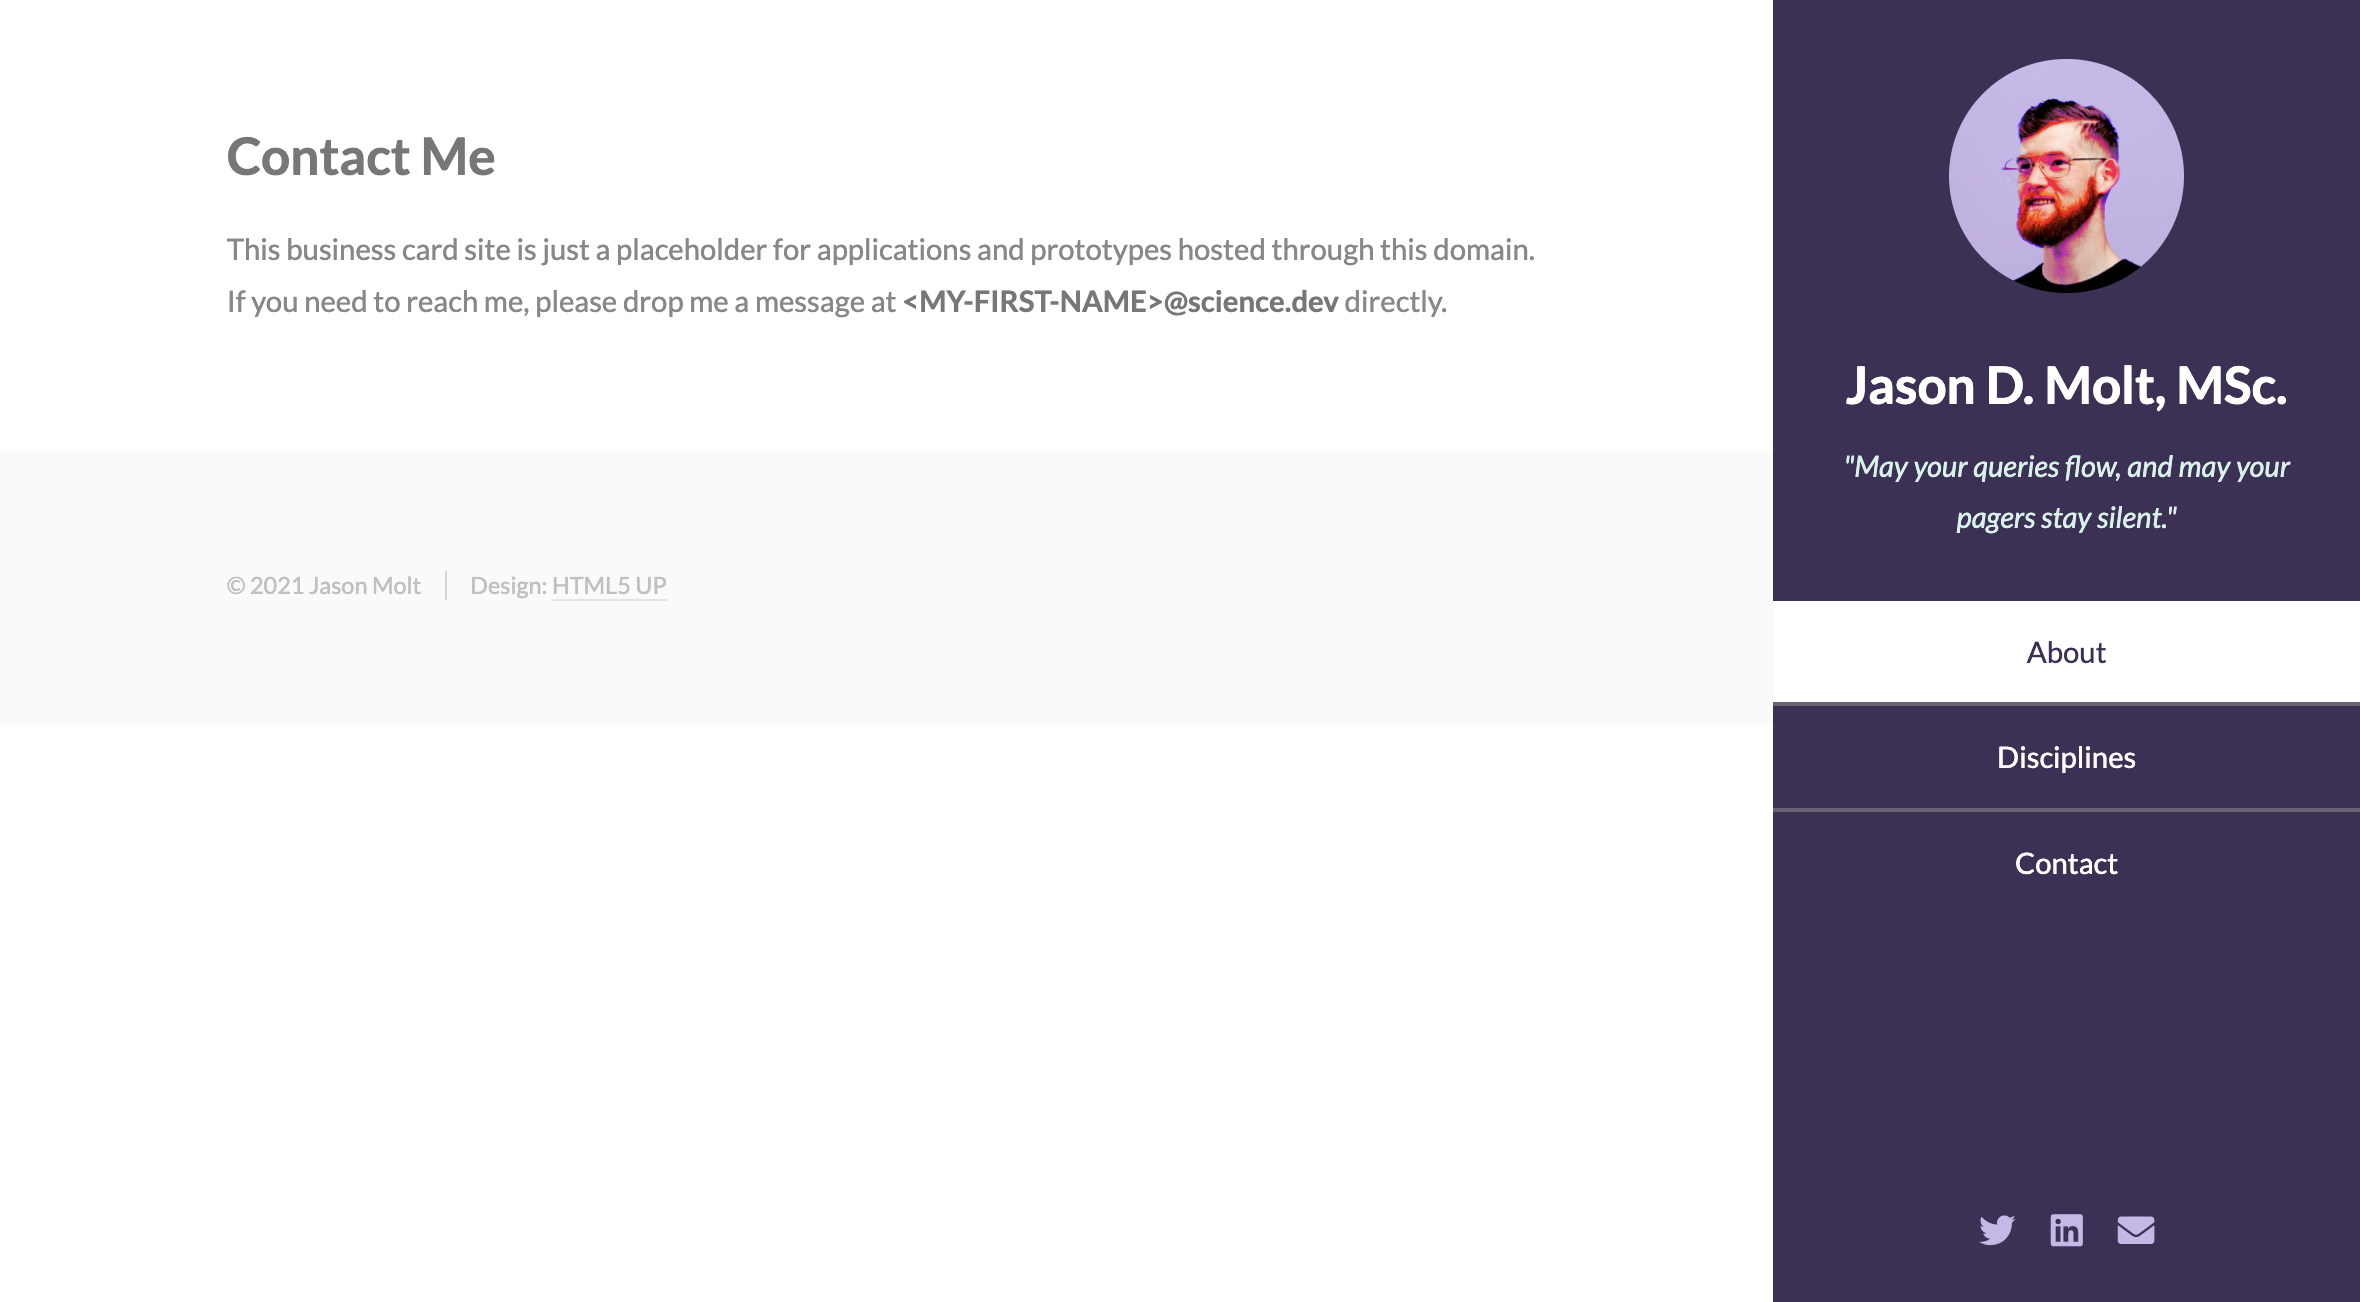 Contact Me
This business card site is just a placeholder for applications and prototypes hosted through this domain.
If you need to reach me, please drop me a message at <MY-FIRST-NAME>@science.dev directly.
© 2021 Jason Molt
Design: HTML5 UP
Jason D. Molt, MSc.
"May your queries flow, and may your
pagers stay silent."
About
Disciplines
Contact